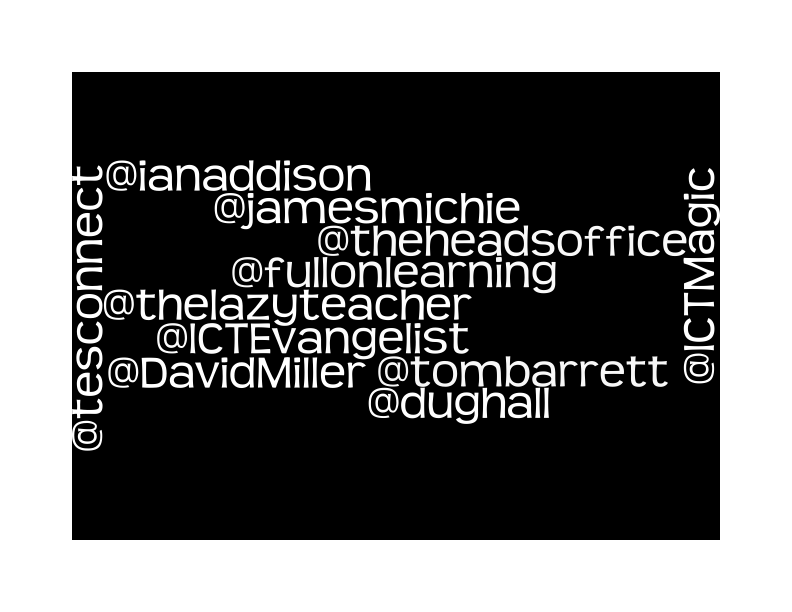 @tesconnect
@ianaddison
@jamesmichie
@theheadsoffice
@fullonlearning
@thelazyteacher
@ICTEvangelist
@DavidMiller @tombarrett
@dughall
@ICTMagic